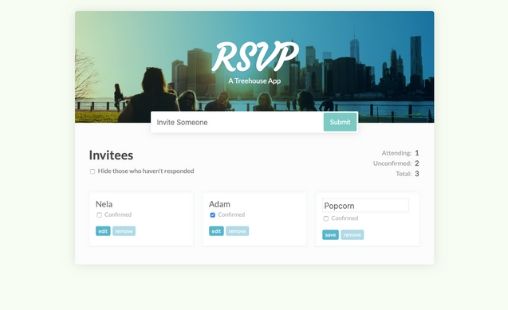 RSVP
A Treehouse App
Invite Someone
Submit
Invitees
Hide those who haven't responded
Attending: 1
Unconfirmed: 2
Total: 3
Nela
Confirmed
edit remove
Adam
Confirmed
edit remove
Popcorn
Confirmed
save remove